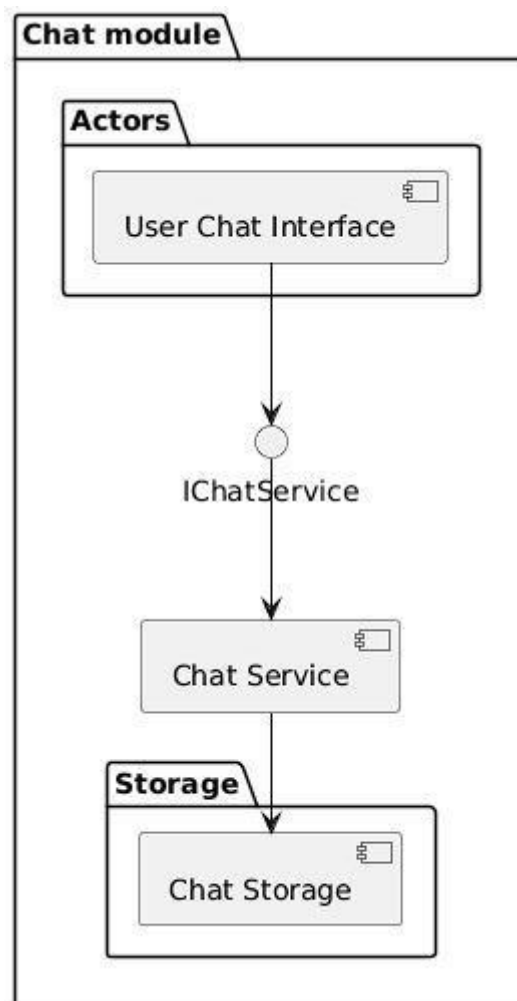 Chat module
Actors
User Chat Interface
IChatService
Chat Service
Storage
Chat Storage